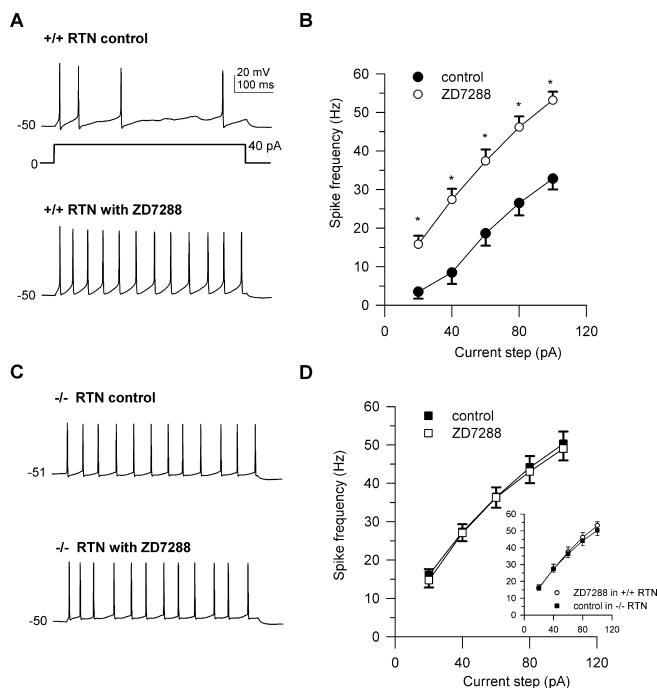 A
+/+ RTN control
20 mV
100 ms
-50
40 pA
0
+/+ RTN with ZD7288
-50
B
control
ZD7288
Spike frequency (Hz)
60
50
40
30
20
10
0
* * * * *
0 40 80 120
Current step (pA)
C
-/- RTN control
-51
-/- RTN with ZD7288
-50
D
control
ZD7288
Spike frequency (Hz)
60
50
40
30
20
10
0
0 40 80 120
Current step (pA)
60
50
40
30
20
10
0
ZD7288 in +/+ RTN
control in -/- RTN
0 40 80 120